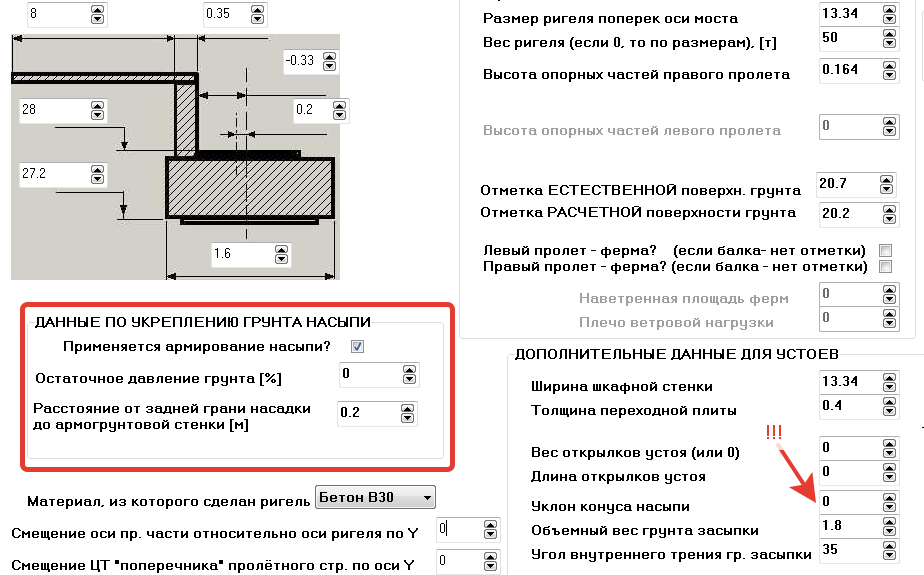 8
0.35
-0.33
0.2
28
27.2
1.6
ДАННЫЕ ПО УКРЕПЛЕНИЮ ГРУНТА НАСЫПИ
Применяется армирование насыпи?
Остаточное давление грунта [%] 0
Расстояние от задней грани насадки
до армогрунтовой стенки [м] 0.2
Материал, из которого сделан ригель Бетон В30
Смещение оси пр. части относительно оси ригеля по Y 0
Смещение ЦТ "поперечника" пролётного стр. по оси Y 0
Размер ригеля поперек оси моста 13.34
Вес ригеля (если 0, то по размерам), [т] 50
Высота опорных частей правого пролета 0.164
Высота опорных частей левого пролета 0
Отметка ЕСТЕСТВЕННОЙ поверхн. грунта 20.7
Отметка РАСЧЕТНОЙ поверхности грунта 20.2
Левый пролет - ферма? (если балка- нет отметки)
Правый пролет - ферма? (если балка - нет отметки)
Наветренная площадь ферм 0
Плечо ветровой нагрузки 0
ДОПОЛНИТЕЛЬНЫЕ ДАННЫЕ ДЛЯ УСТОЕВ
Ширина шкафной стенки 13.34
Толщина переходной плиты 0.4
!!!
Вес открылков устоя (или 0) 0
Длина открылков устоя 0
Уклон конуса насыпи 0
Объемный вес грунта засыпки 1.8
Угол внутреннего трения гр. засыпки 35